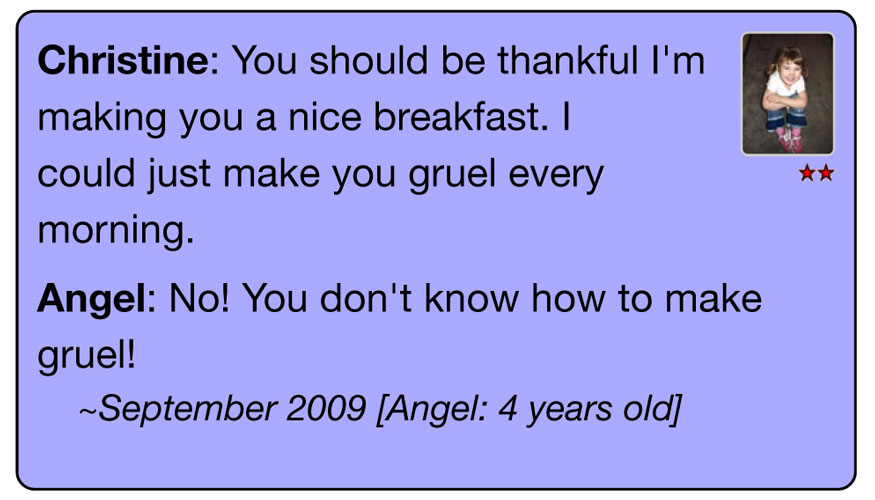 Christine: You should be thankful I'm
making you a nice breakfast. I
could just make you gruel every
morning.
Angel: No! You don't know how to make
gruel!
~September 2009 [Angel: 4 years old]